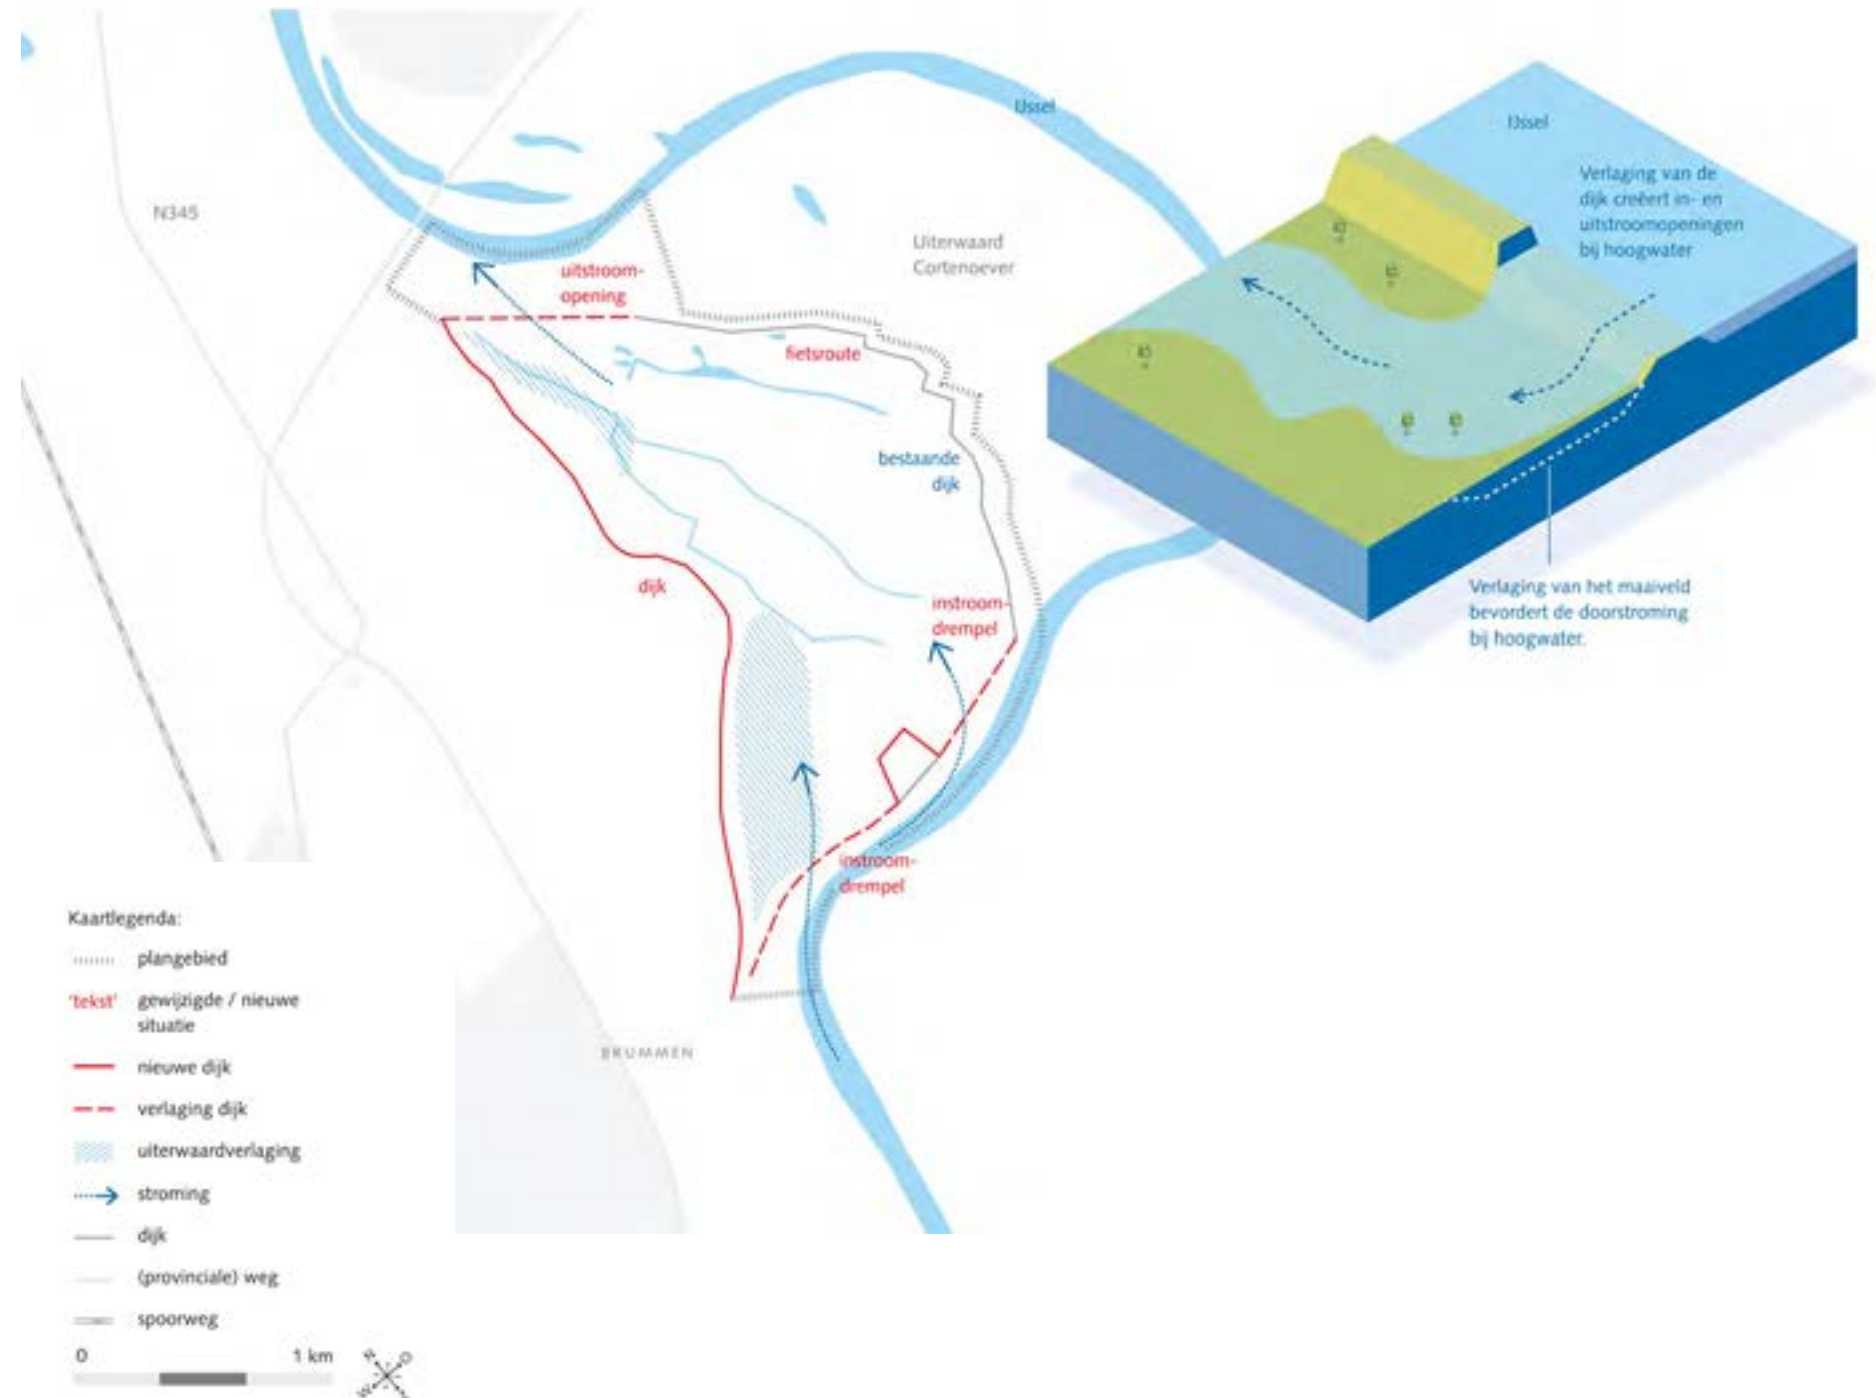 IJssel
N345
Uiterwaard
Cortenoever
uitstroom-
opening
fietsroute
bestaande
dijk
dijk
instroom-
drempel
instroom-
drempel
BRUMMEN
IJssel
Verlaging van de
dijk creëert in- en
uitstroomopeningen
bij hoogwater
Verlaging van het maaiveld
bevordert de doorstroming
bij hoogwater.
Kaartlegenda:
plangebied
'tekst' gewijzigde / nieuwe
situatie
nieuwe dijk
verlaging dijk
uiterwaardverlaging
stroming
dijk
(provinciale) weg
spoorweg
0 1 km
N O
W